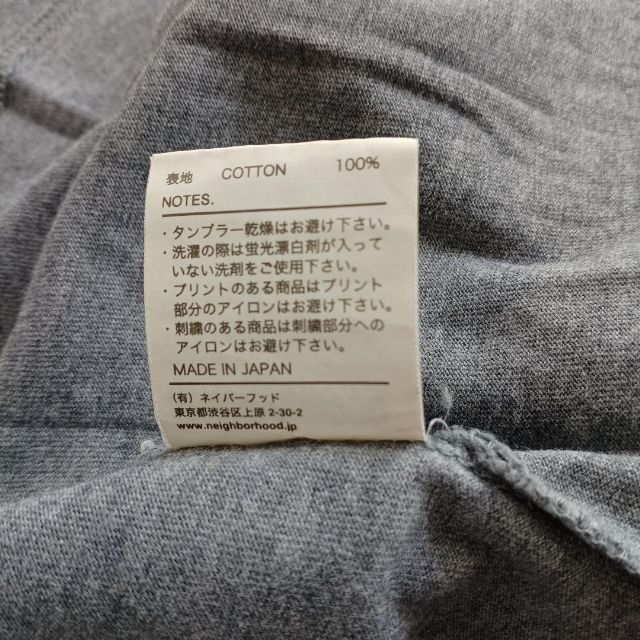 表地 COTTON 100%
NOTES.
・タンブラー乾燥はお避け下さい。
・洗濯の際は蛍光漂白剤が入って
いない洗剤をご使用下さい。
・プリントのある商品はプリント
部分のアイロンはお避け下さい。
・刺繍のある商品は刺繍部分への
アイロンはお避け下さい。
MADE IN JAPAN
（有）ネイバーフッド
東京都渋谷区上原 2-30-2
www.neighborhood.jp